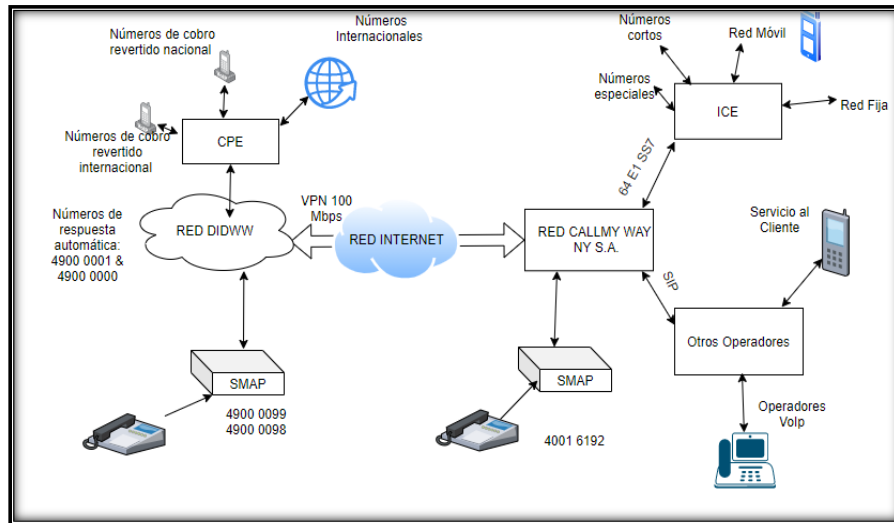 Números de cobro
revertido nacional
Números
Internacionales
Números
cortos
Red Móvil
Números
especiales
ICE
Red Fija
Números de cobro
revertido
internacional
CPE
64 E1 SS7
Números de
respuesta
automática:
4900 0001 &
4900 0000
RED DIDWW
VPN 100
Mbps
RED INTERNET
RED CALLMY WAY
NY S.A.
Servicio al
Cliente
SIP
Otros Operadores
SMAP
4900 0099
4900 0098
SMAP
4001 6192
Operadores
VoIp